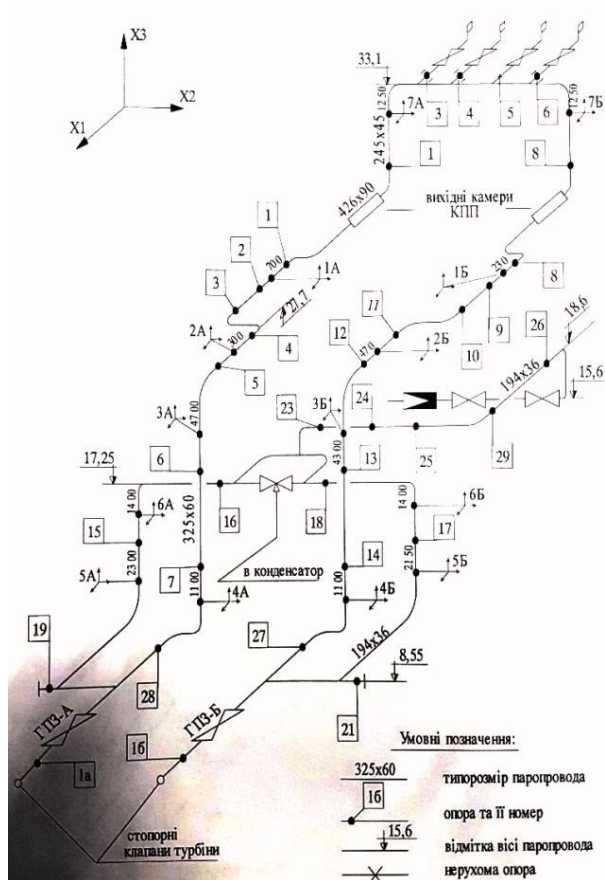 X3
X2
X1
33,1
12 50
7А
3
4
5
6
12 50
7Б
245х45
1
8
426х90
вихідні камери
КПП
1
2
700
1А
3
27,7
2А
300
4
5
1Б
230
8
9
10
11
12
470
2Б
26
18,6
194х36
15,6
3А
47 00
23
3Б
24
25
29
6
43 00
13
17,25
14 00
6А
16
18
14 00
6Б
15
325х60
17
23 00
5А
7
в конденсатор
14
21 50
5Б
11 00
4А
11 00
4Б
19
27
194х36
8,55
28
21
ГПЗ-А
ГПЗ-Б
1а
1б
стопорні
клапани турбіни
Умовні позначення:
325х60
типорозмір паропровода
1б
опора та її номер
15,6
відмітка вісі паропровода
нерухома опора